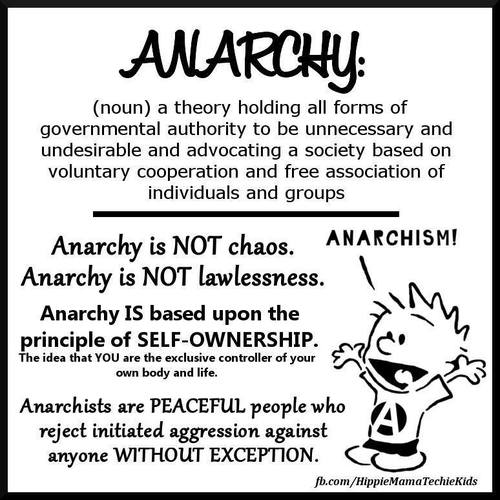 ANARCHY:
(noun) a theory holding all forms of
governmental authority to be unnecessary and
undesirable and advocating a society based on
voluntary cooperation and free association of
individuals and groups
Anarchy is NOT chaos.
Anarchy is NOT lawlessness.
Anarchy IS based upon the
principle of SELF-OWNERSHIP.
The idea that YOU are the exclusive controller of your
own body and life.
Anarchists are PEACEFUL people who
reject initiated aggression against
anyone WITHOUT EXCEPTION.
ANARCHISM!
A
fb.com/HippieMamaTechieKids